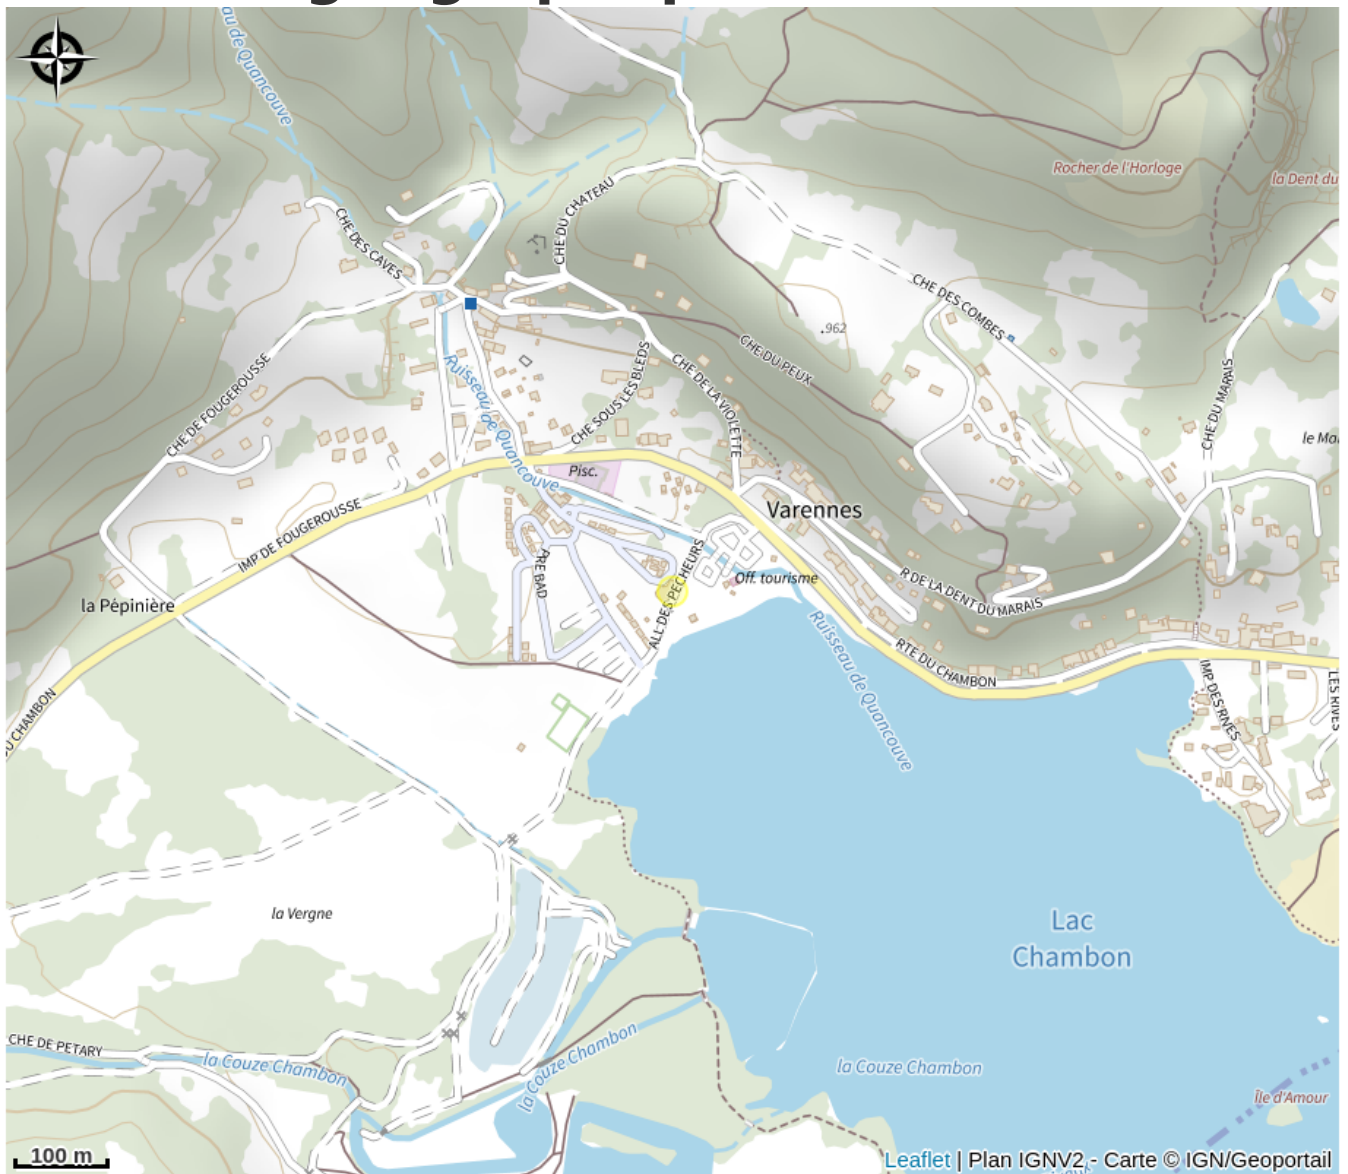 au de Quancouve
Rocher de l'Horloge
la Dent du
CHE DU CHATEAU
CHE DES CAVES
CHE DES COMBES
.962
CHE DU PEUX
Ruisseau de Quancouve
CHE SOUS LES BLEDS
CHE DE LA VIOLETTE
CHE DE FOUGEROUSSE
CHE DU MARAIS
le Ma
Pisc.
Varennes
IMP DE FOUGEROUSSE
ALL DES PECHEURS
Off. tourisme
R DE LA DENT DU MARAIS
la Pépinière
RE BAD
Ruisseau de Quancouve
RTE DU CHAMBON
IMP DES RIVES
LES RIVES
DU CHAMBON
la Vergne
Lac
Chambon
CHE DE PETARY
la Couze Chambon
la Couze Chambon
la Couze Chambon
Île d'Amour
100 m
Leaflet | Plan IGNV2 - Carte © IGN/Geoportail